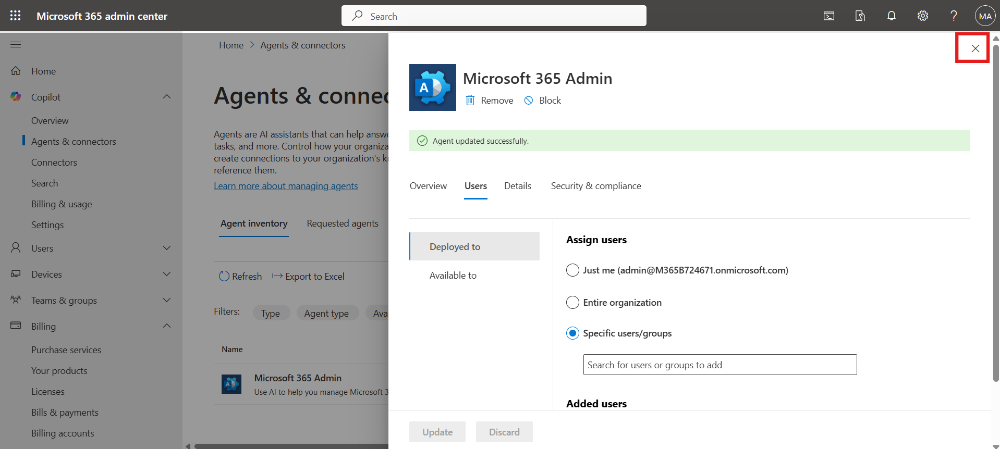 Microsoft 365 admin center
Search
MA
Home
Copilot
Overview
Agents & connectors
Connectors
Search
Billing & usage
Settings
Users
Devices
Teams & groups
Billing
Purchase services
Your products
Licenses
Bills & payments
Billing accounts
Home > Agents & connectors
Agents & connec
Agents are AI assistants that can help answe
tasks, and more. Control how your organiza
create connections to your organization's k
reference them.
Learn more about managing agents
Agent inventory Requested agents
Refresh Export to Excel
Filters: Type Agent type Ava
Name
A
Microsoft 365 Admin
Use AI to help you manage Microsoft 3
A
Microsoft 365 Admin
Remove Block
Agent updated successfully.
Overview Users Details Security & compliance
Deployed to
Available to
Assign users
Just me (admin@M365B724671.onmicrosoft.com)
Entire organization
Specific users/groups
Search for users or groups to add
Added users
Update Discard